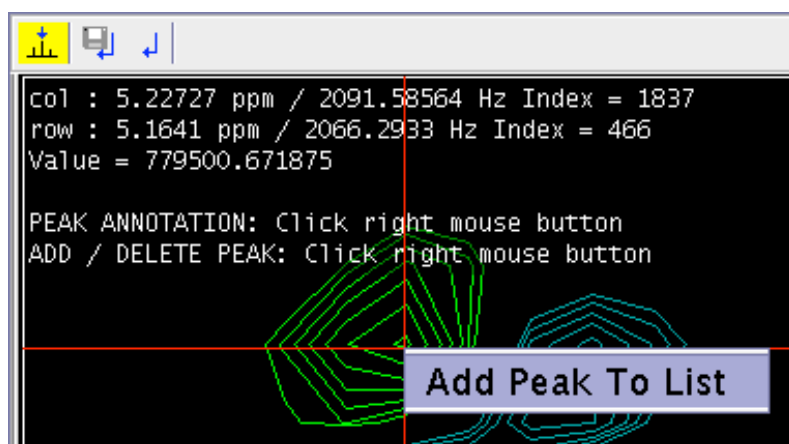 col : 5.22727 ppm / 2091.58564 Hz Index = 1837
row : 5.1641 ppm / 2066.2933 Hz Index = 466
Value = 779500.671875
PEAK ANNOTATION: Click right mouse button
ADD / DELETE PEAK: Click right mouse button
Add Peak To List